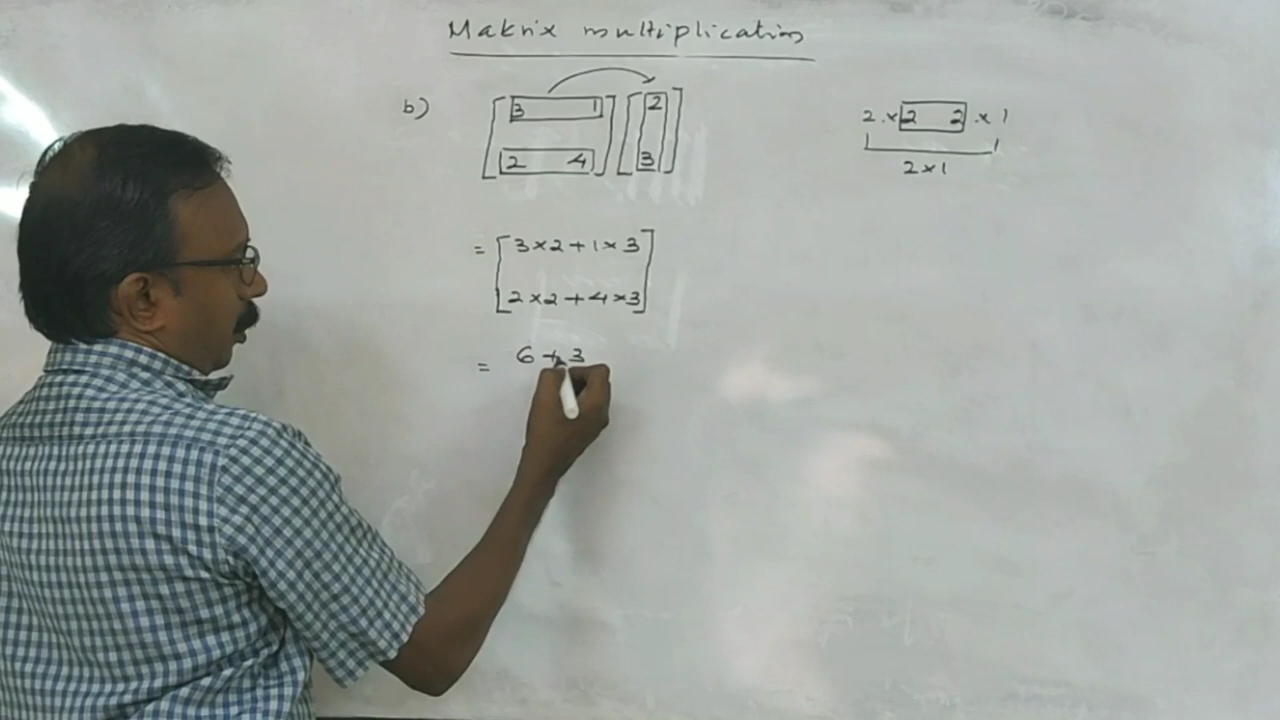 Matrix multiplication
b) [3 1] [2]
[2 4] [3]
2 × 2 2 × 1
2×1
= [3×2+1×3]
[2×2+4×3]
= 6+3